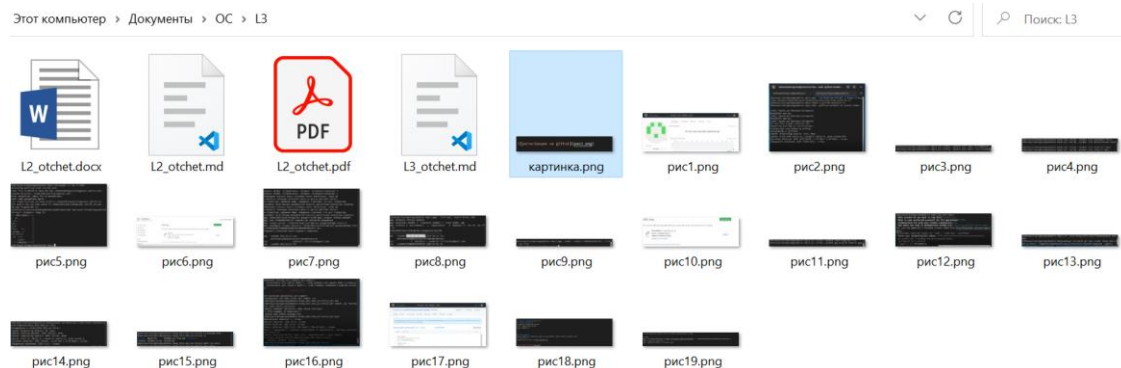 Этот компьютер > Документы > ОС > L3
Поиск: L3
W
PDF
L2_otchet.docx
L2_otchet.md
L2_otchet.pdf
L3_otchet.md
картинка.png
рис1.png
рис2.png
рис3.png
рис4.png
рис5.png
рис6.png
рис7.png
рис8.png
рис9.png
рис10.png
рис11.png
рис12.png
рис13.png
рис14.png
рис15.png
рис16.png
рис17.png
рис18.png
рис19.png